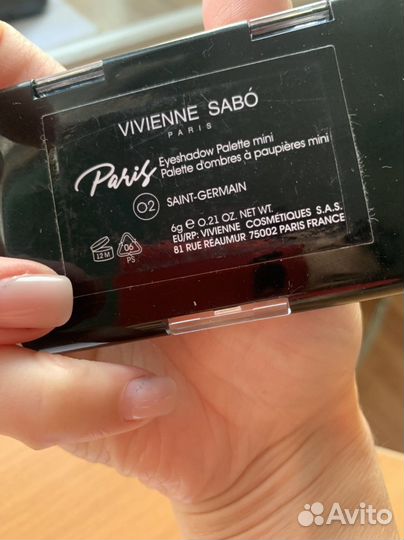 VIVIENNE SABÓ
PARIS
Paris
Eyeshadow Palette mini
Palette d'ombres à paupières mini
02 SAINT-GERMAIN
6g e 0.21 OZ. NET WT.
EU/RP: VIVIENNE COSMÉTIQUES S.A.S.
81 RUE RÉAUMUR 75002 PARIS FRANCE
12 M
06
PS
Avito